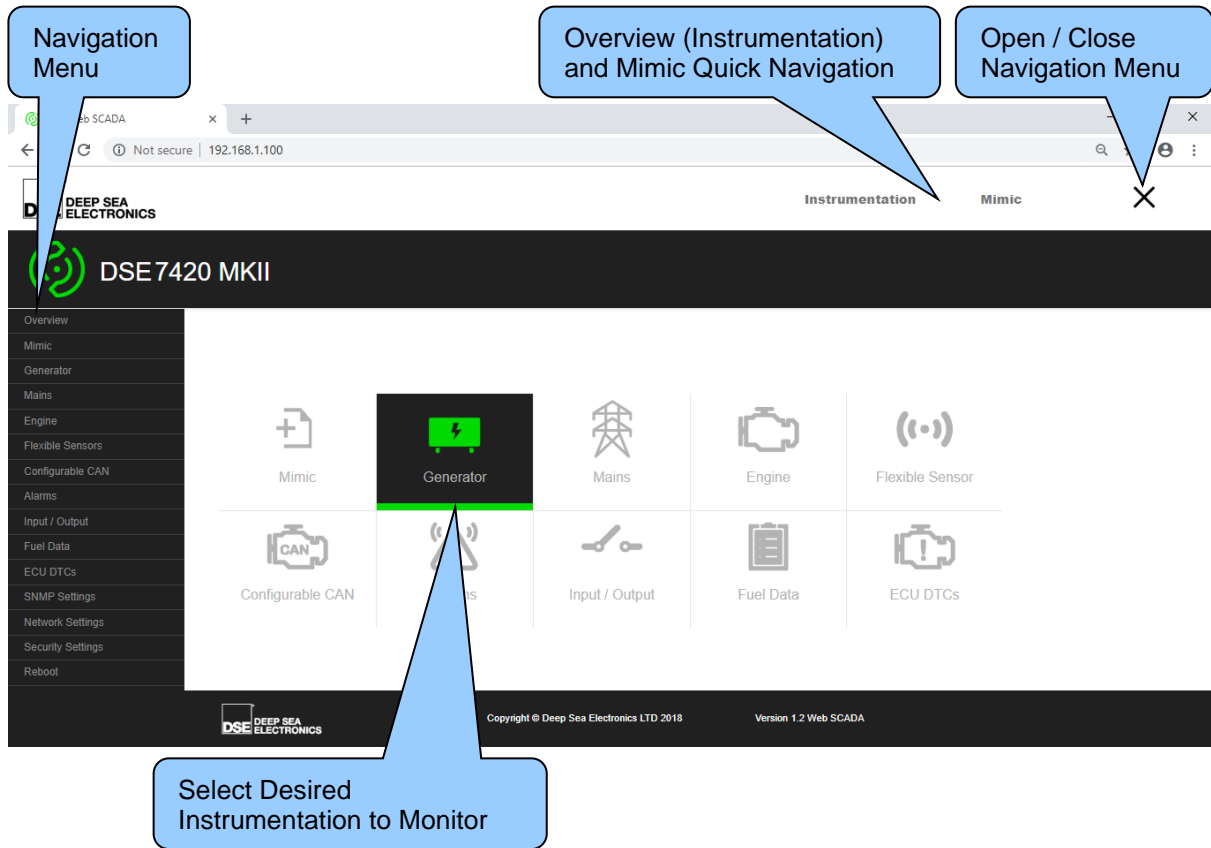 Navigation
Menu
Overview (Instrumentation)
and Mimic Quick Navigation
Open / Close
Navigation Menu
eb SCADA
Not secure | 192.168.1.100
DEEP SEA
ELECTRONICS
Instrumentation
Mimic
DSE 7420 MKII
Overview
Mimic
Generator
Mains
Engine
Flexible Sensors
Configurable CAN
Alarms
Input / Output
Fuel Data
ECU DTCs
SNMP Settings
Network Settings
Security Settings
Reboot
Mimic
Generator
Mains
Engine
Flexible Sensor
CAN
Configurable CAN
Input / Output
Fuel Data
ECU DTCs
DSE DEEP SEA
ELECTRONICS
Copyright © Deep Sea Electronics LTD 2018
Version 1.2 Web SCADA
Select Desired
Instrumentation to Monitor